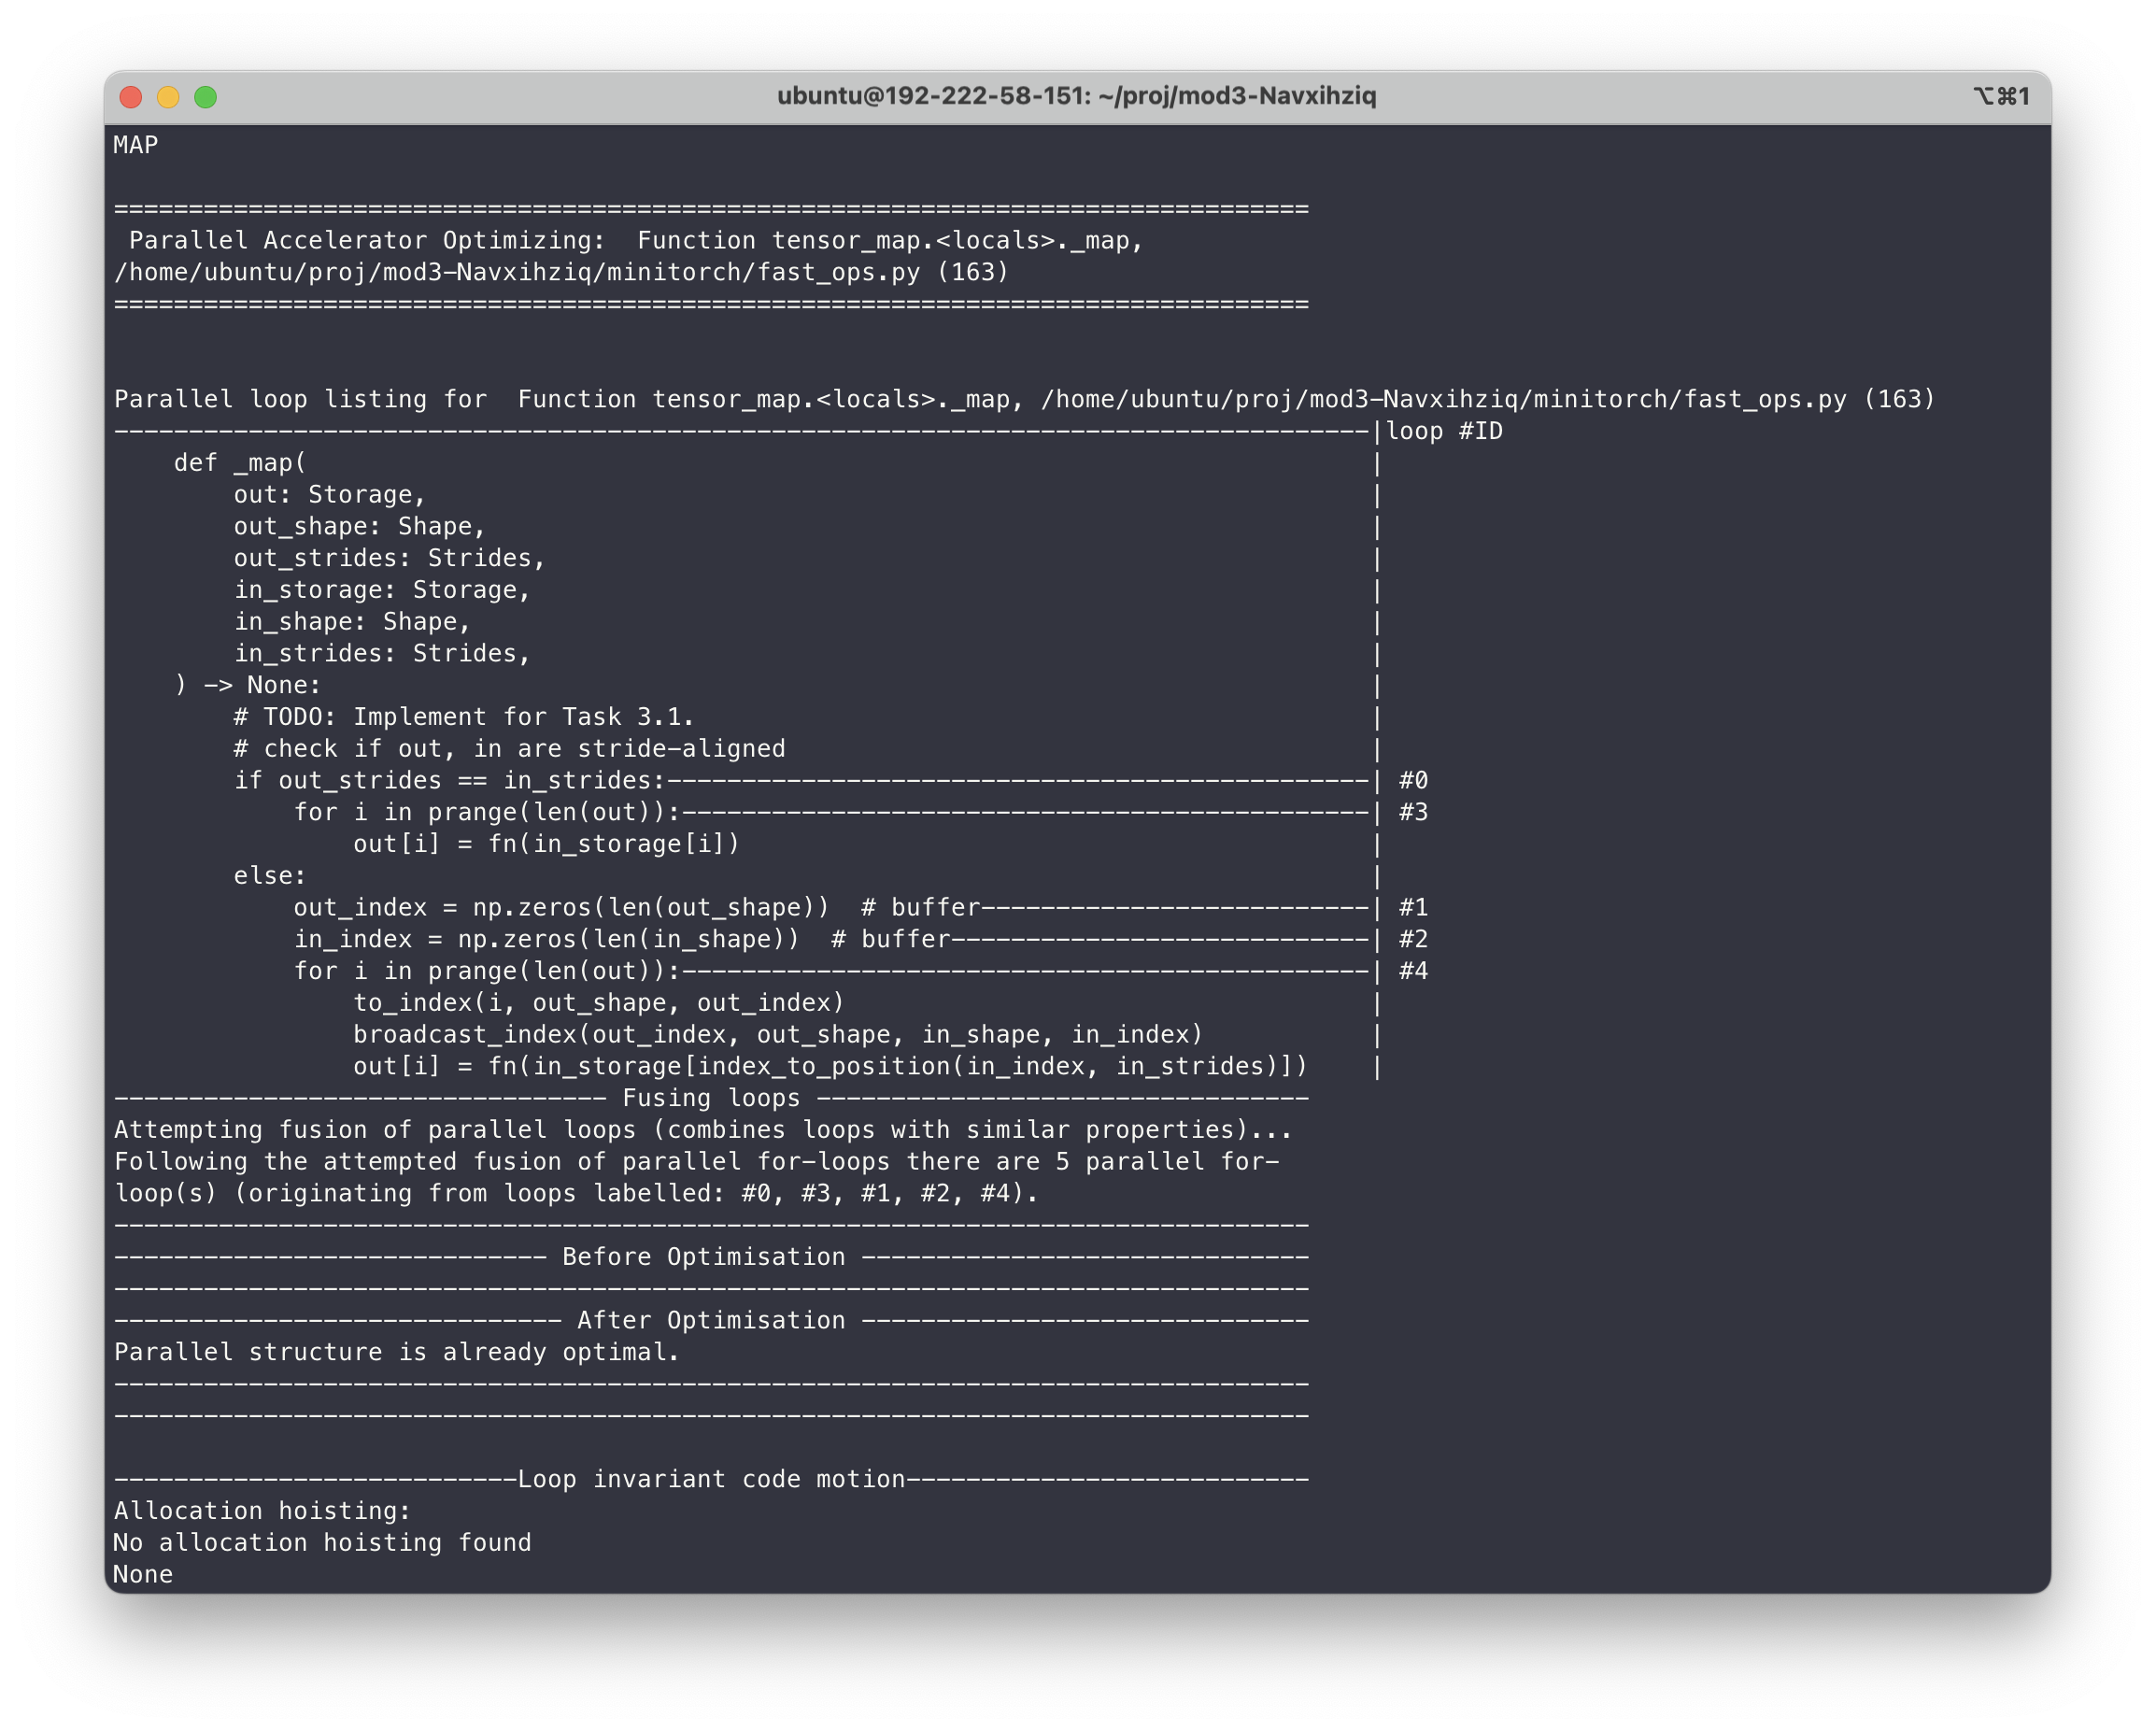 ubuntu@192-222-58-151: ~/proj/mod3-Navxihziq ⌥⌘1
MAP

================================================================================
 Parallel Accelerator Optimizing:  Function tensor_map.<locals>._map,
/home/ubuntu/proj/mod3-Navxihziq/minitorch/fast_ops.py (163)
================================================================================


Parallel loop listing for  Function tensor_map.<locals>._map, /home/ubuntu/proj/mod3-Navxihziq/minitorch/fast_ops.py (163)
------------------------------------------------------------------------------------|loop #ID
    def _map(                                                                       |
        out: Storage,                                                               |
        out_shape: Shape,                                                           |
        out_strides: Strides,                                                       |
        in_storage: Storage,                                                        |
        in_shape: Shape,                                                            |
        in_strides: Strides,                                                        |
    ) -> None:                                                                      |
        # TODO: Implement for Task 3.1.                                             |
        # check if out, in are stride-aligned                                       |
        if out_strides == in_strides:-----------------------------------------------| #0
            for i in prange(len(out)):----------------------------------------------| #3
                out[i] = fn(in_storage[i])                                          |
        else:                                                                       |
            out_index = np.zeros(len(out_shape))  # buffer--------------------------| #1
            in_index = np.zeros(len(in_shape))  # buffer----------------------------| #2
            for i in prange(len(out)):----------------------------------------------| #4
                to_index(i, out_shape, out_index)                                   |
                broadcast_index(out_index, out_shape, in_shape, in_index)           |
                out[i] = fn(in_storage[index_to_position(in_index, in_strides)])    |
--------------------------------- Fusing loops ---------------------------------
Attempting fusion of parallel loops (combines loops with similar properties)...
Following the attempted fusion of parallel for-loops there are 5 parallel for-
loop(s) (originating from loops labelled: #0, #3, #1, #2, #4).
--------------------------------------------------------------------------------
----------------------------- Before Optimisation ------------------------------
--------------------------------------------------------------------------------
------------------------------ After Optimisation ------------------------------
Parallel structure is already optimal.
--------------------------------------------------------------------------------
--------------------------------------------------------------------------------

---------------------------Loop invariant code motion---------------------------
Allocation hoisting:
No allocation hoisting found
None